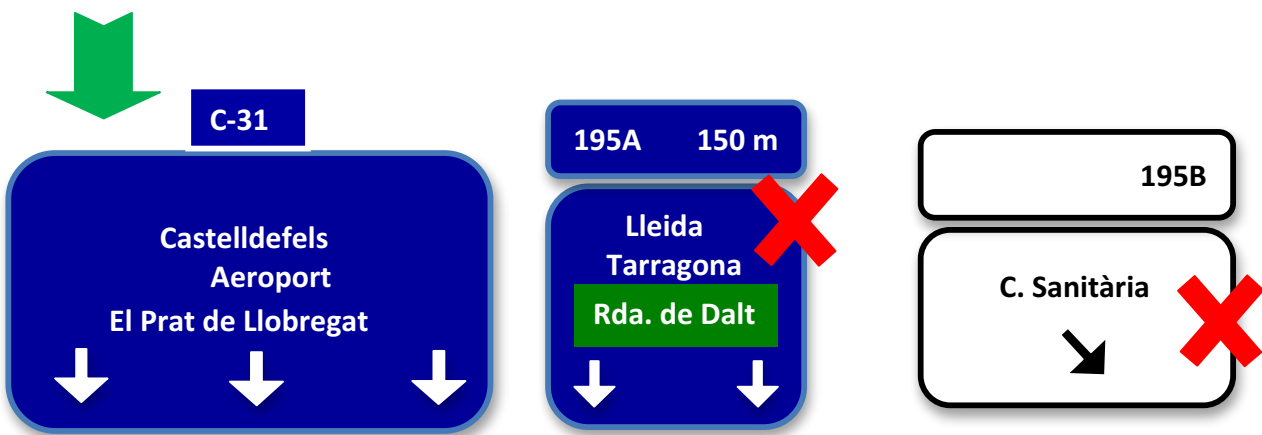 C-31
Castelldefels
Aeroport
El Prat de Llobregat
195A 150 m
Lleida
Tarragona
Rda. de Dalt
195B
C. Sanitària